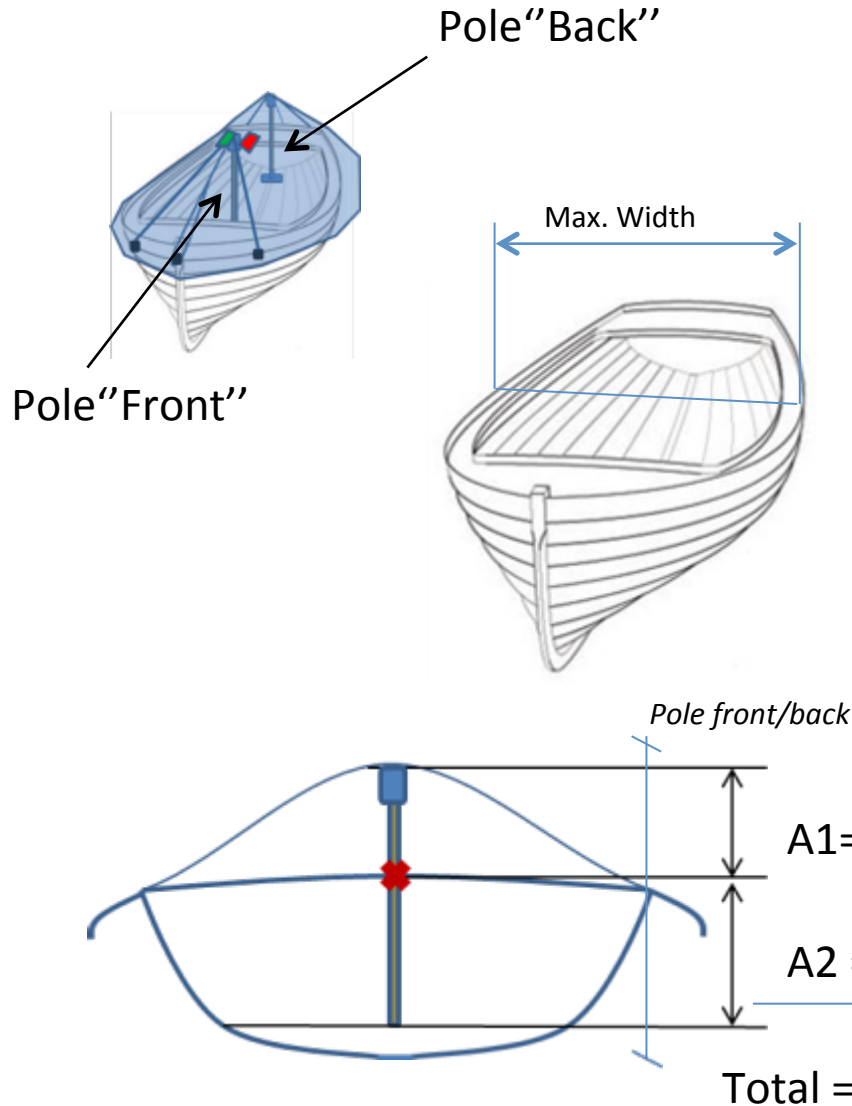 Pole‘‘Back’’
Max. Width
Pole‘‘Front’’
Pole front/back
A1=
A2
Total =